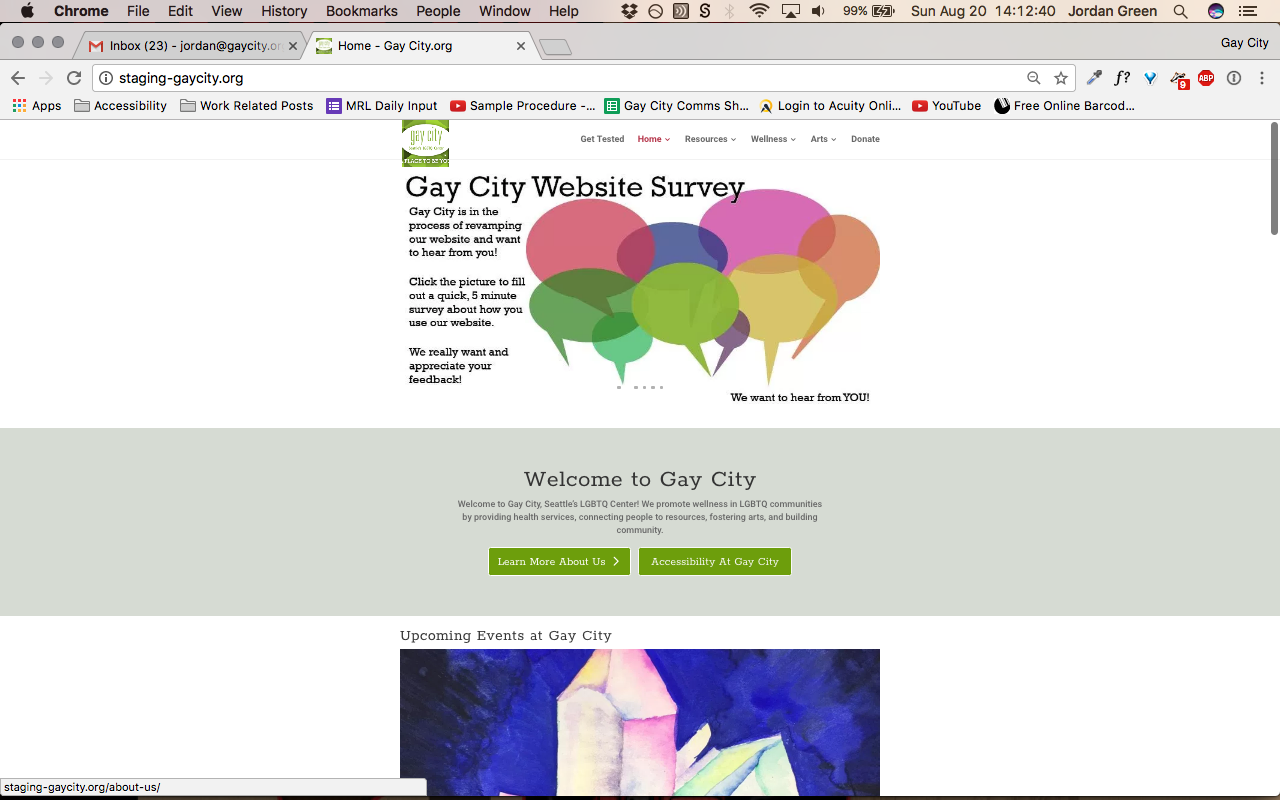 Chrome File Edit View History Bookmarks People Window Help 99% Sun Aug 20 14:12:40 Jordan Green
Inbox (23) - jordan@gaycity.or Home - Gay City.org Gay City
staging-gaycity.org f? ABP 9
Apps Accessibility Work Related Posts MRL Daily Input Sample Procedure -... Gay City Comms Sh... Login to Acuity Onli... YouTube Free Online Barcod...
gay city
Get Tested Home Resources Wellness Arts Donate
Gay City Website Survey
Gay City is in the
process of revamping
our website and want
to hear from you!
Click the picture to fill
out a quick, 5 minute
survey about how you
use our website.
We really want and
appreciate your
feedback!
We want to hear from YOU!
Welcome to Gay City
Welcome to Gay City, Seattle's LGBTQ Center! We promote wellness in LGBTQ communities
by providing health services, connecting people to resources, fostering arts, and building
community.
Learn More About Us Accessibility At Gay City
Upcoming Events at Gay City
staging-gaycity.org/about-us/